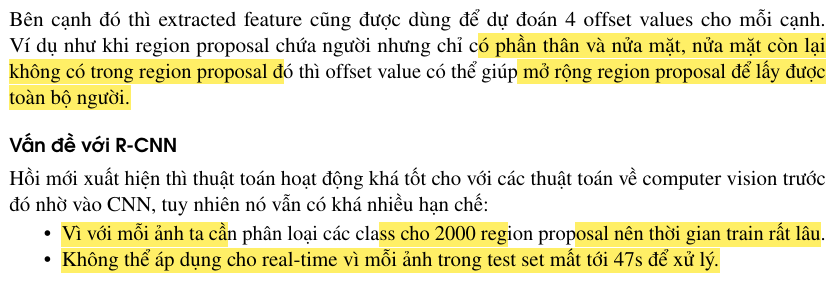 Bên cạnh đó thì extracted feature cũng được dùng để dự đoán 4 offset values cho mỗi cạnh.
Ví dụ như khi region proposal chứa người nhưng chỉ có phần thân và nửa mặt, nửa mặt còn lại
không có trong region proposal đó thì offset value có thể giúp mở rộng region proposal để lấy được
toàn bộ người.
Vấn đề với R-CNN
Hồi mới xuất hiện thì thuật toán hoạt động khá tốt cho với các thuật toán về computer vision trước
đó nhờ vào CNN, tuy nhiên nó vẫn có khá nhiều hạn chế:
• Vì với mỗi ảnh ta cần phân loại các class cho 2000 region proposal nên thời gian train rất lâu.
• Không thể áp dụng cho real-time vì mỗi ảnh trong test set mất tới 47s để xử lý.